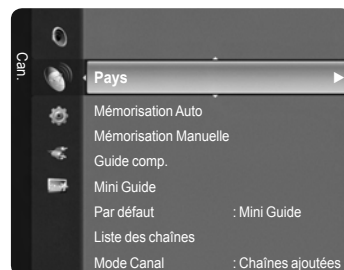 Can.
Pays
Mémorisation Auto
Mémorisation Manuelle
Guide comp.
Mini Guide
Par défaut : Mini Guide
Liste des chaînes
Mode Canal : Chaînes ajoutées